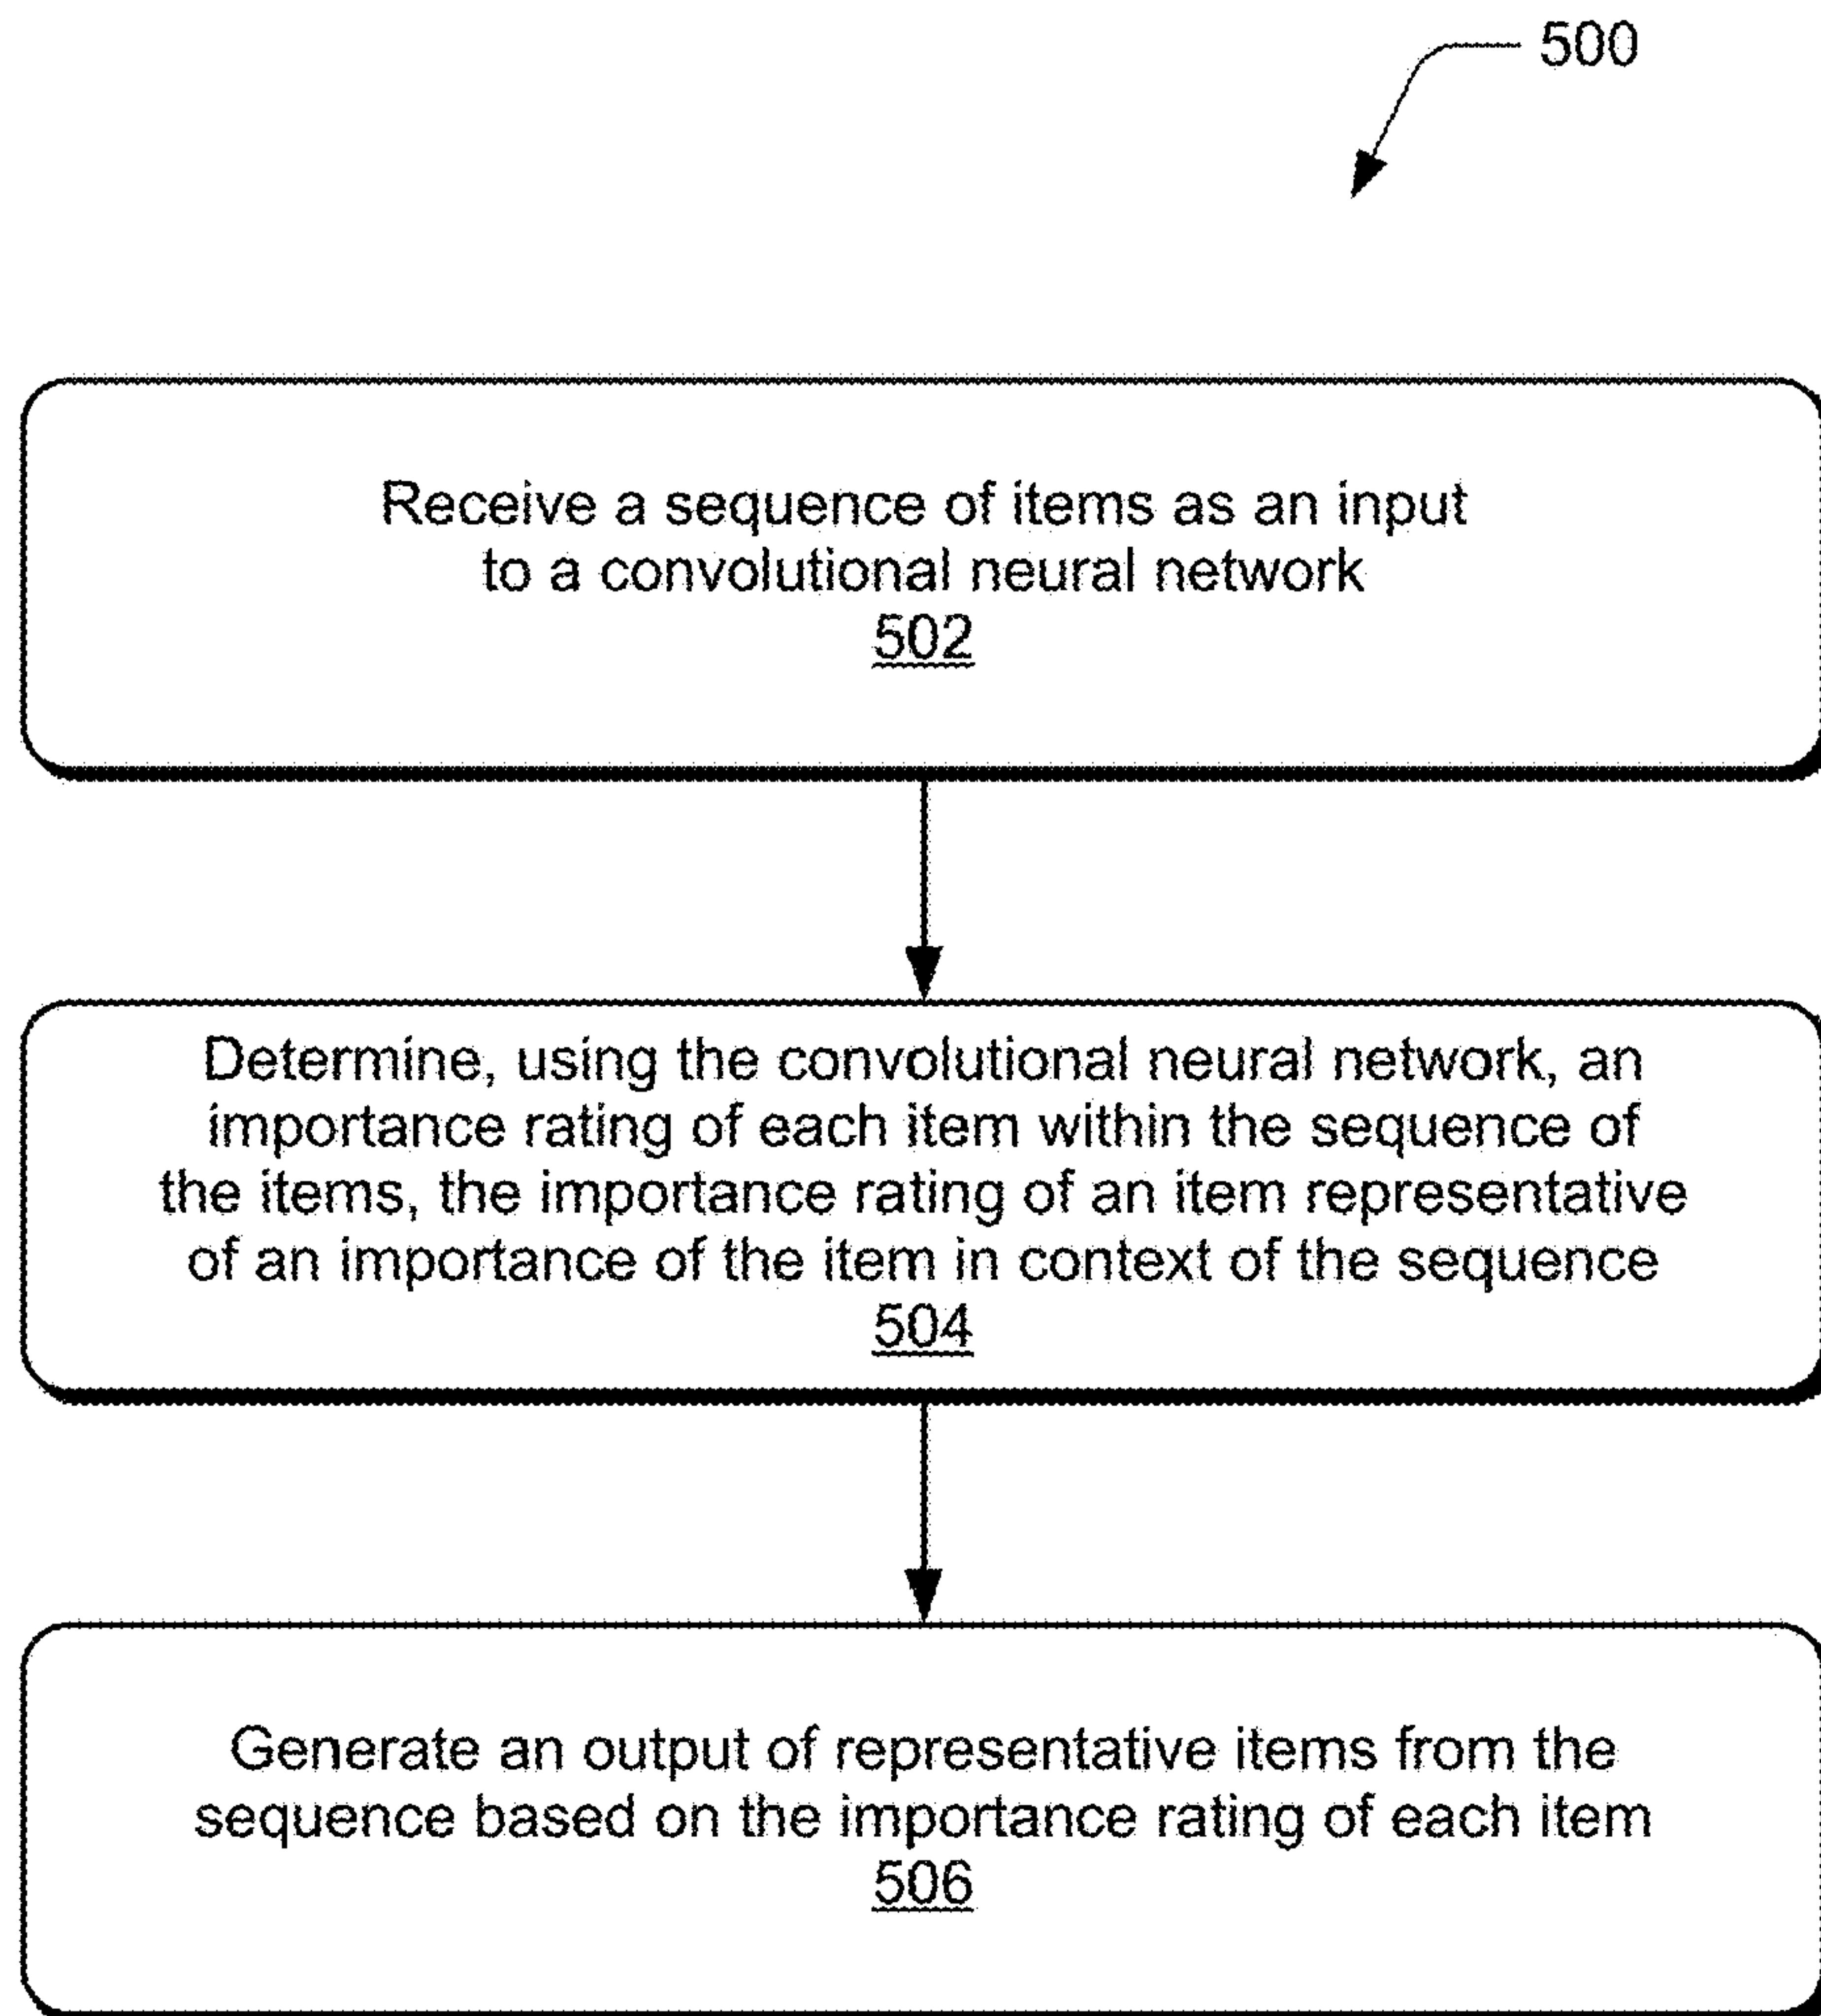 500
Receive a sequence of items as an input
to a convolutional neural network
502
Determine, using the convolutional neural network, an
importance rating of each item within the sequence of
the items, the importance rating of an item representative
of an importance of the item in context of the sequence
504
Generate an output of representative items from the
sequence based on the importance rating of each item
506